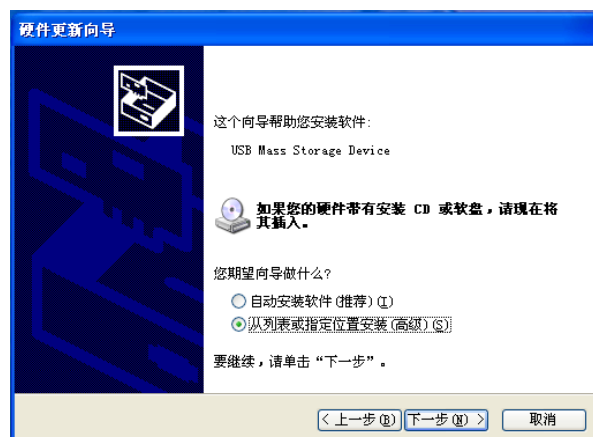 硬件更新向导
这个向导帮助您安装软件:
USB Mass Storage Device
如果您的硬件带有安装 CD 或软盘，请现在将
其插入。
您期望向导做什么?
自动安装软件(推荐)(I)
从列表或指定位置安装(高级)(S)
要继续，请单击“下一步”。
< 上一步(B) 下一步(N) > 取消